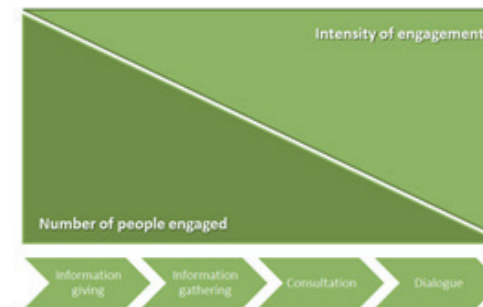 Intensity of engagement
Number of people engaged
Information
giving
Information
gathering
Consultation
Dialogue